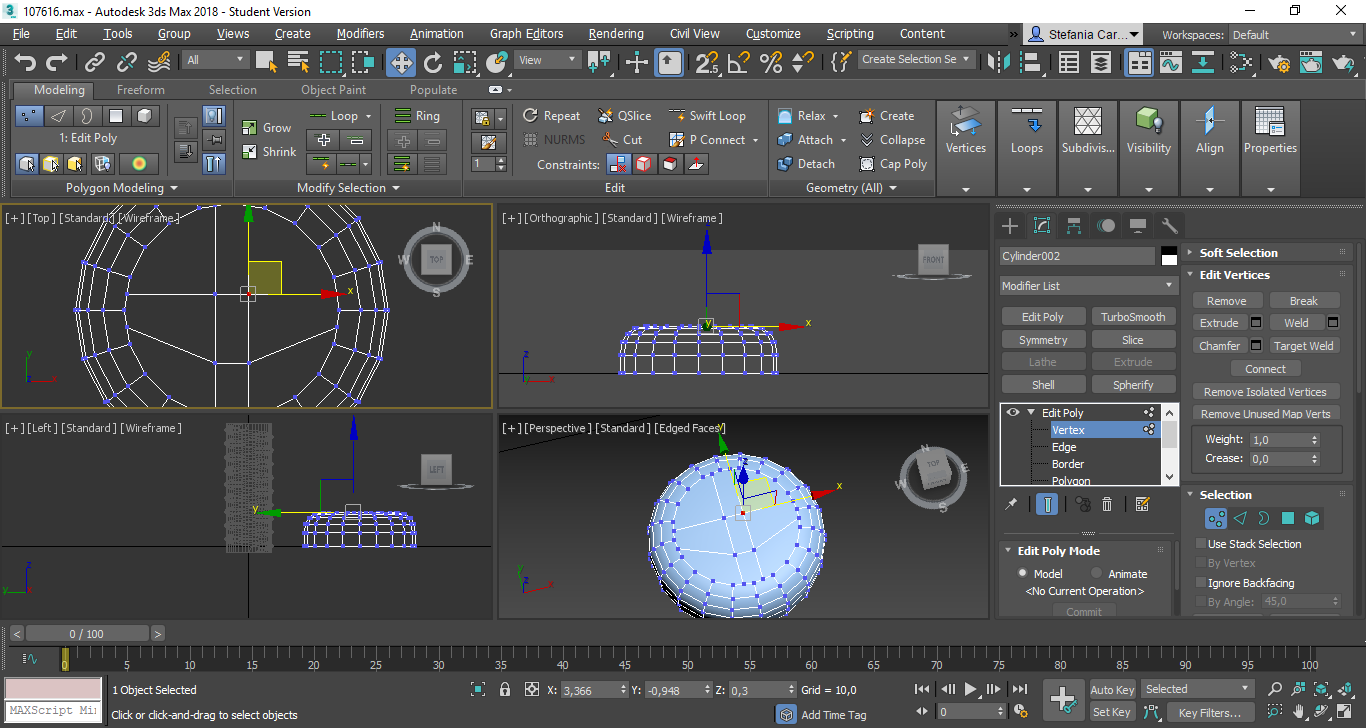 107616.max - Autodesk 3ds Max 2018 - Student Version
File Edit Tools Group Views Create Modifiers Animation Graph Editors Rendering Civil View Customize Scripting Content » Stefania Car... Workspaces: Default
All View Create Selection Se
Modeling Freeform Selection Object Paint Populate
Loop Ring Repeat QSlice Swift Loop Relax Create
1: Edit Poly Grow NURMS Cut P Connect Attach Collapse Vertices Loops Subdivis... Visibility Align Properties
Shrink 1 Constraints: Detach Cap Poly
Polygon Modeling Modify Selection Edit Geometry (All)
[+] [Top] [Standard] [Wireframe]
N
W TOP E
S
x
y
z x
[+] [Orthographic] [Standard] [Wireframe]
FRONT
z
y x
z
x
[+] [Left] [Standard] [Wireframe]
LEFT
y
z
y
[+] [Perspective] [Standard] [Edged Faces]
y
z
x
N
W TOP E
S
y
z x
Cylinder002
Modifier List
Edit Poly TurboSmooth
Symmetry Slice
Lathe Extrude
Shell Spherify
Edit Poly
Vertex
Edge
Border
Polygon
Edit Poly Mode
Model Animate
<No Current Operation>
Commit
Soft Selection
Edit Vertices
Remove Break
Extrude Weld
Chamfer Target Weld
Connect
Remove Isolated Vertices
Remove Unused Map Verts
Weight: 1,0
Crease: 0,0
Selection
Use Stack Selection
By Vertex
Ignore Backfacing
By Angle: 45,0
< 0 / 100 >
0 5 10 15 20 25 30 35 40 45 50 55 60 65 70 75 80 85 90 95 100
1 Object Selected X: 3,366 Y: -0,948 Z: 0,3 Grid = 10,0 Auto Key Selected
MAXScript Mi Click or click-and-drag to select objects Add Time Tag 0 Set Key Key Filters...